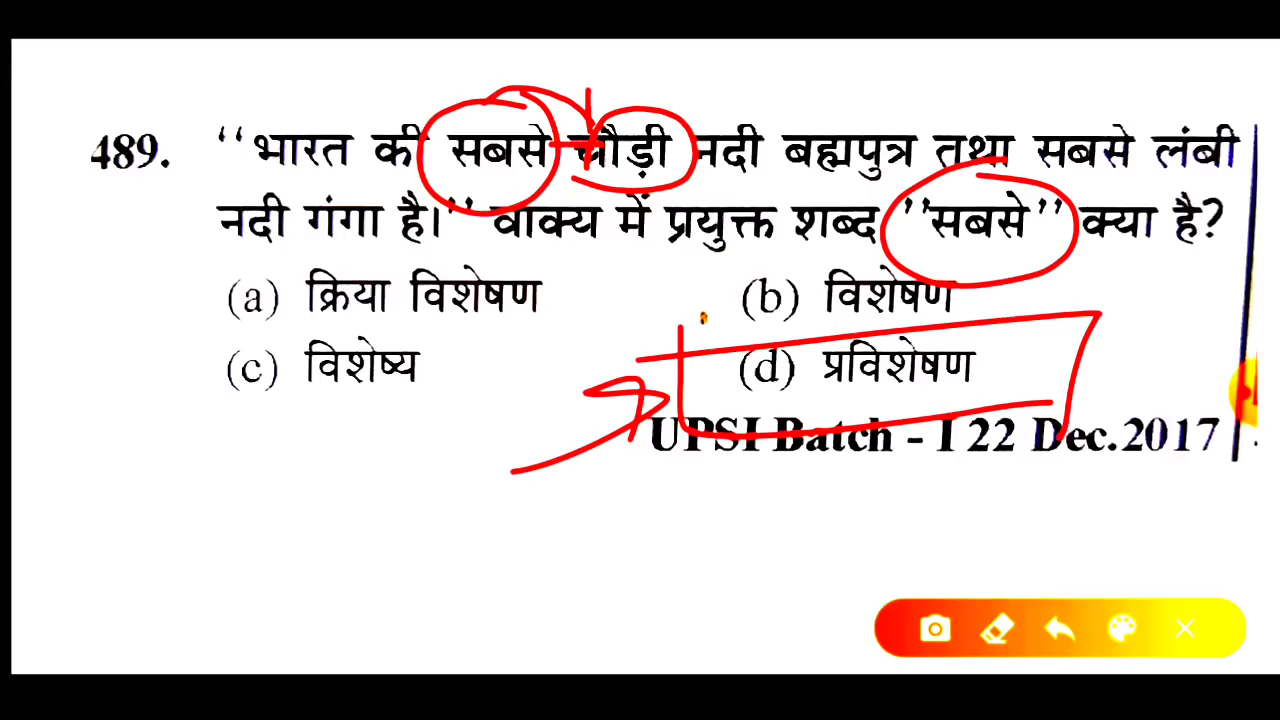 489. ‘‘भारत की सबसे चौड़ी नदी बह्मपुत्र तथा सबसे लंबी
नदी गंगा है।’’ वाक्य में प्रयुक्त शब्द ‘‘सबसे’’ क्या है?
(a) क्रिया विशेषण (b) विशेषण
(c) विशेष्य (d) प्रविशेषण
UPSI Batch - I 22 Dec.2017